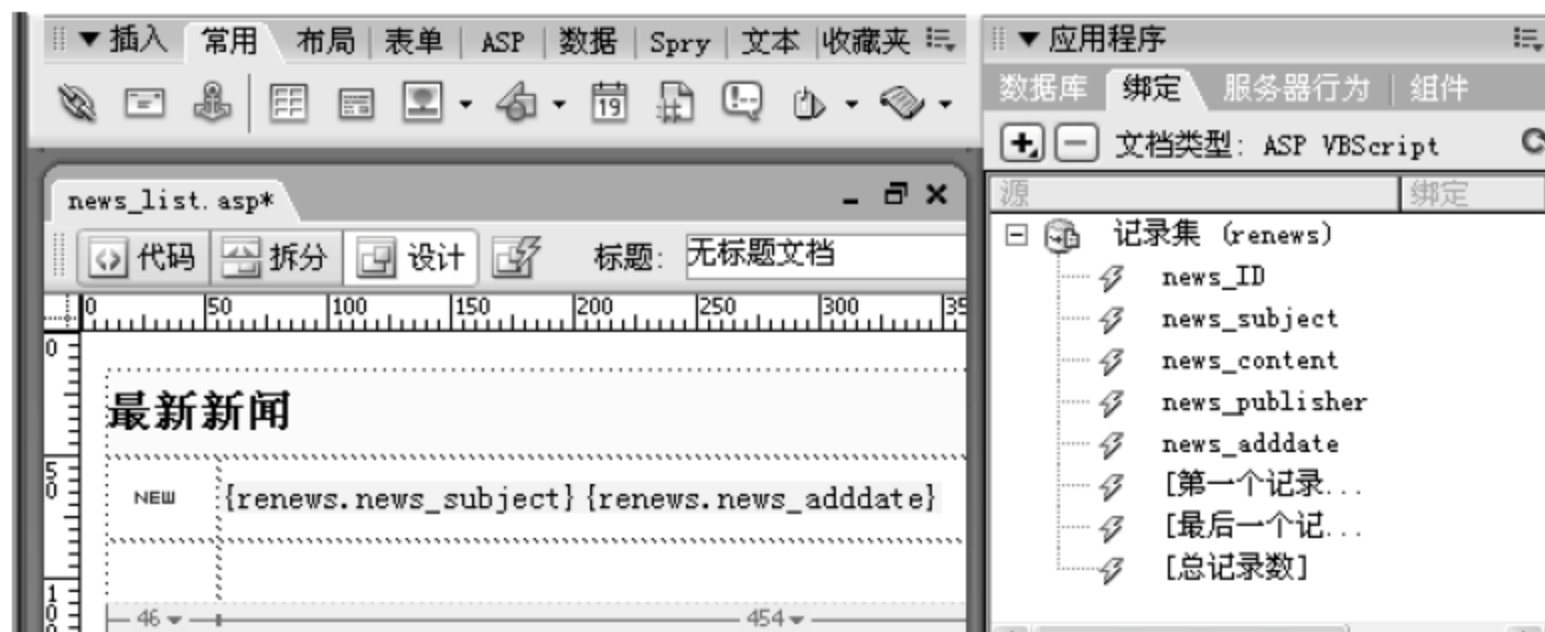 插入 常用 布局 表单 ASP 数据 Spry 文本 收藏夹
19
news_list.asp*
代码 拆分 设计 标题: 无标题文档
0 50 100 150 200 250 300 35
0
最新新闻
50
NEW {renews.news_subject} {renews.news_adddate}
100
46 454
应用程序
数据库 绑定 服务器行为 组件
文档类型: ASP VBScript
源 绑定
记录集 (renews)
news_ID
news_subject
news_content
news_publisher
news_adddate
[第一个记录...
[最后一个记...
[总记录数]